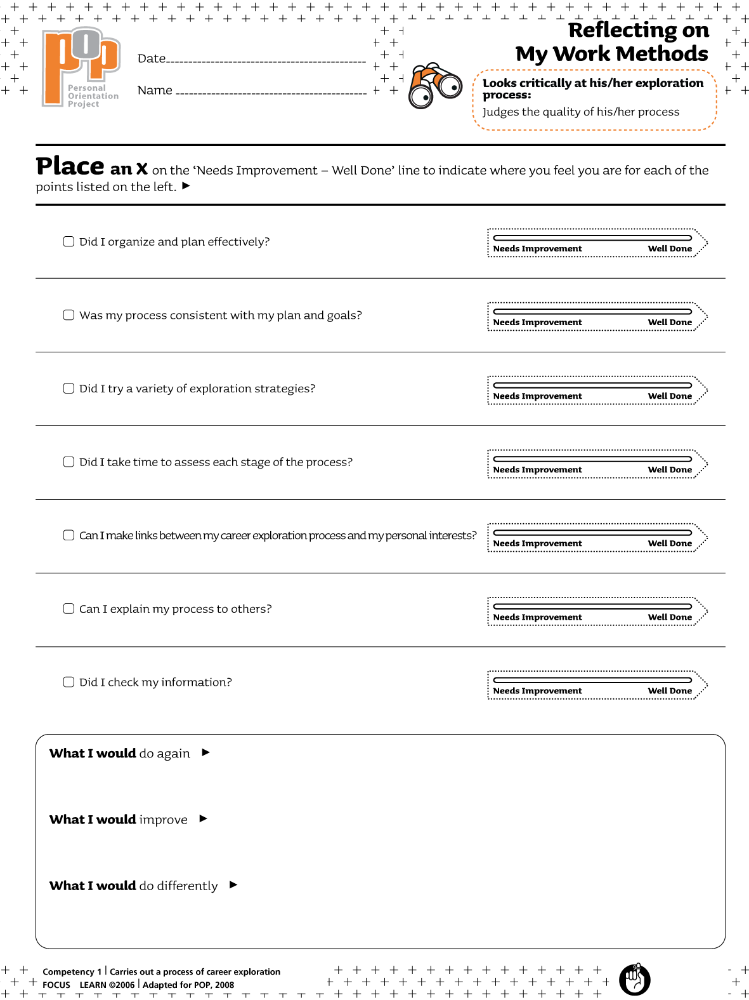 pop
Personal
Orientation
Project
Date
Name
Reflecting on
My Work Methods
Looks critically at his/her exploration
process:
Judges the quality of his/her process
Place an X on the ‘Needs Improvement – Well Done’ line to indicate where you feel you are for each of the
points listed on the left.
Did I organize and plan effectively?
Needs Improvement Well Done
Was my process consistent with my plan and goals?
Needs Improvement Well Done
Did I try a variety of exploration strategies?
Needs Improvement Well Done
Did I take time to assess each stage of the process?
Needs Improvement Well Done
Can I make links between my career exploration process and my personal interests?
Needs Improvement Well Done
Can I explain my process to others?
Needs Improvement Well Done
Did I check my information?
Needs Improvement Well Done
What I would do again
What I would improve
What I would do differently
Competency 1 | Carries out a process of career exploration
FOCUS LEARN ©2006 | Adapted for POP, 2008